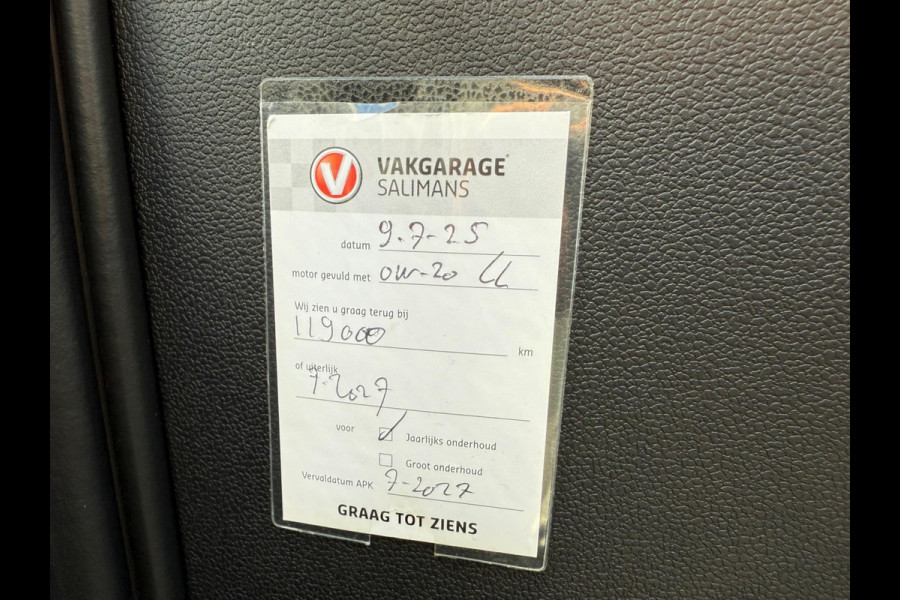 V VAKGARAGE
SALIMANS
datum 9.7-25
motor gevuld met 0W-20 LL
Wij zien u graag terug bij
119000 km
of uiterlijk
7-2027
voor Jaarlijks onderhoud
Groot onderhoud
Vervaldatum APK 7-2027
GRAAG TOT ZIENS